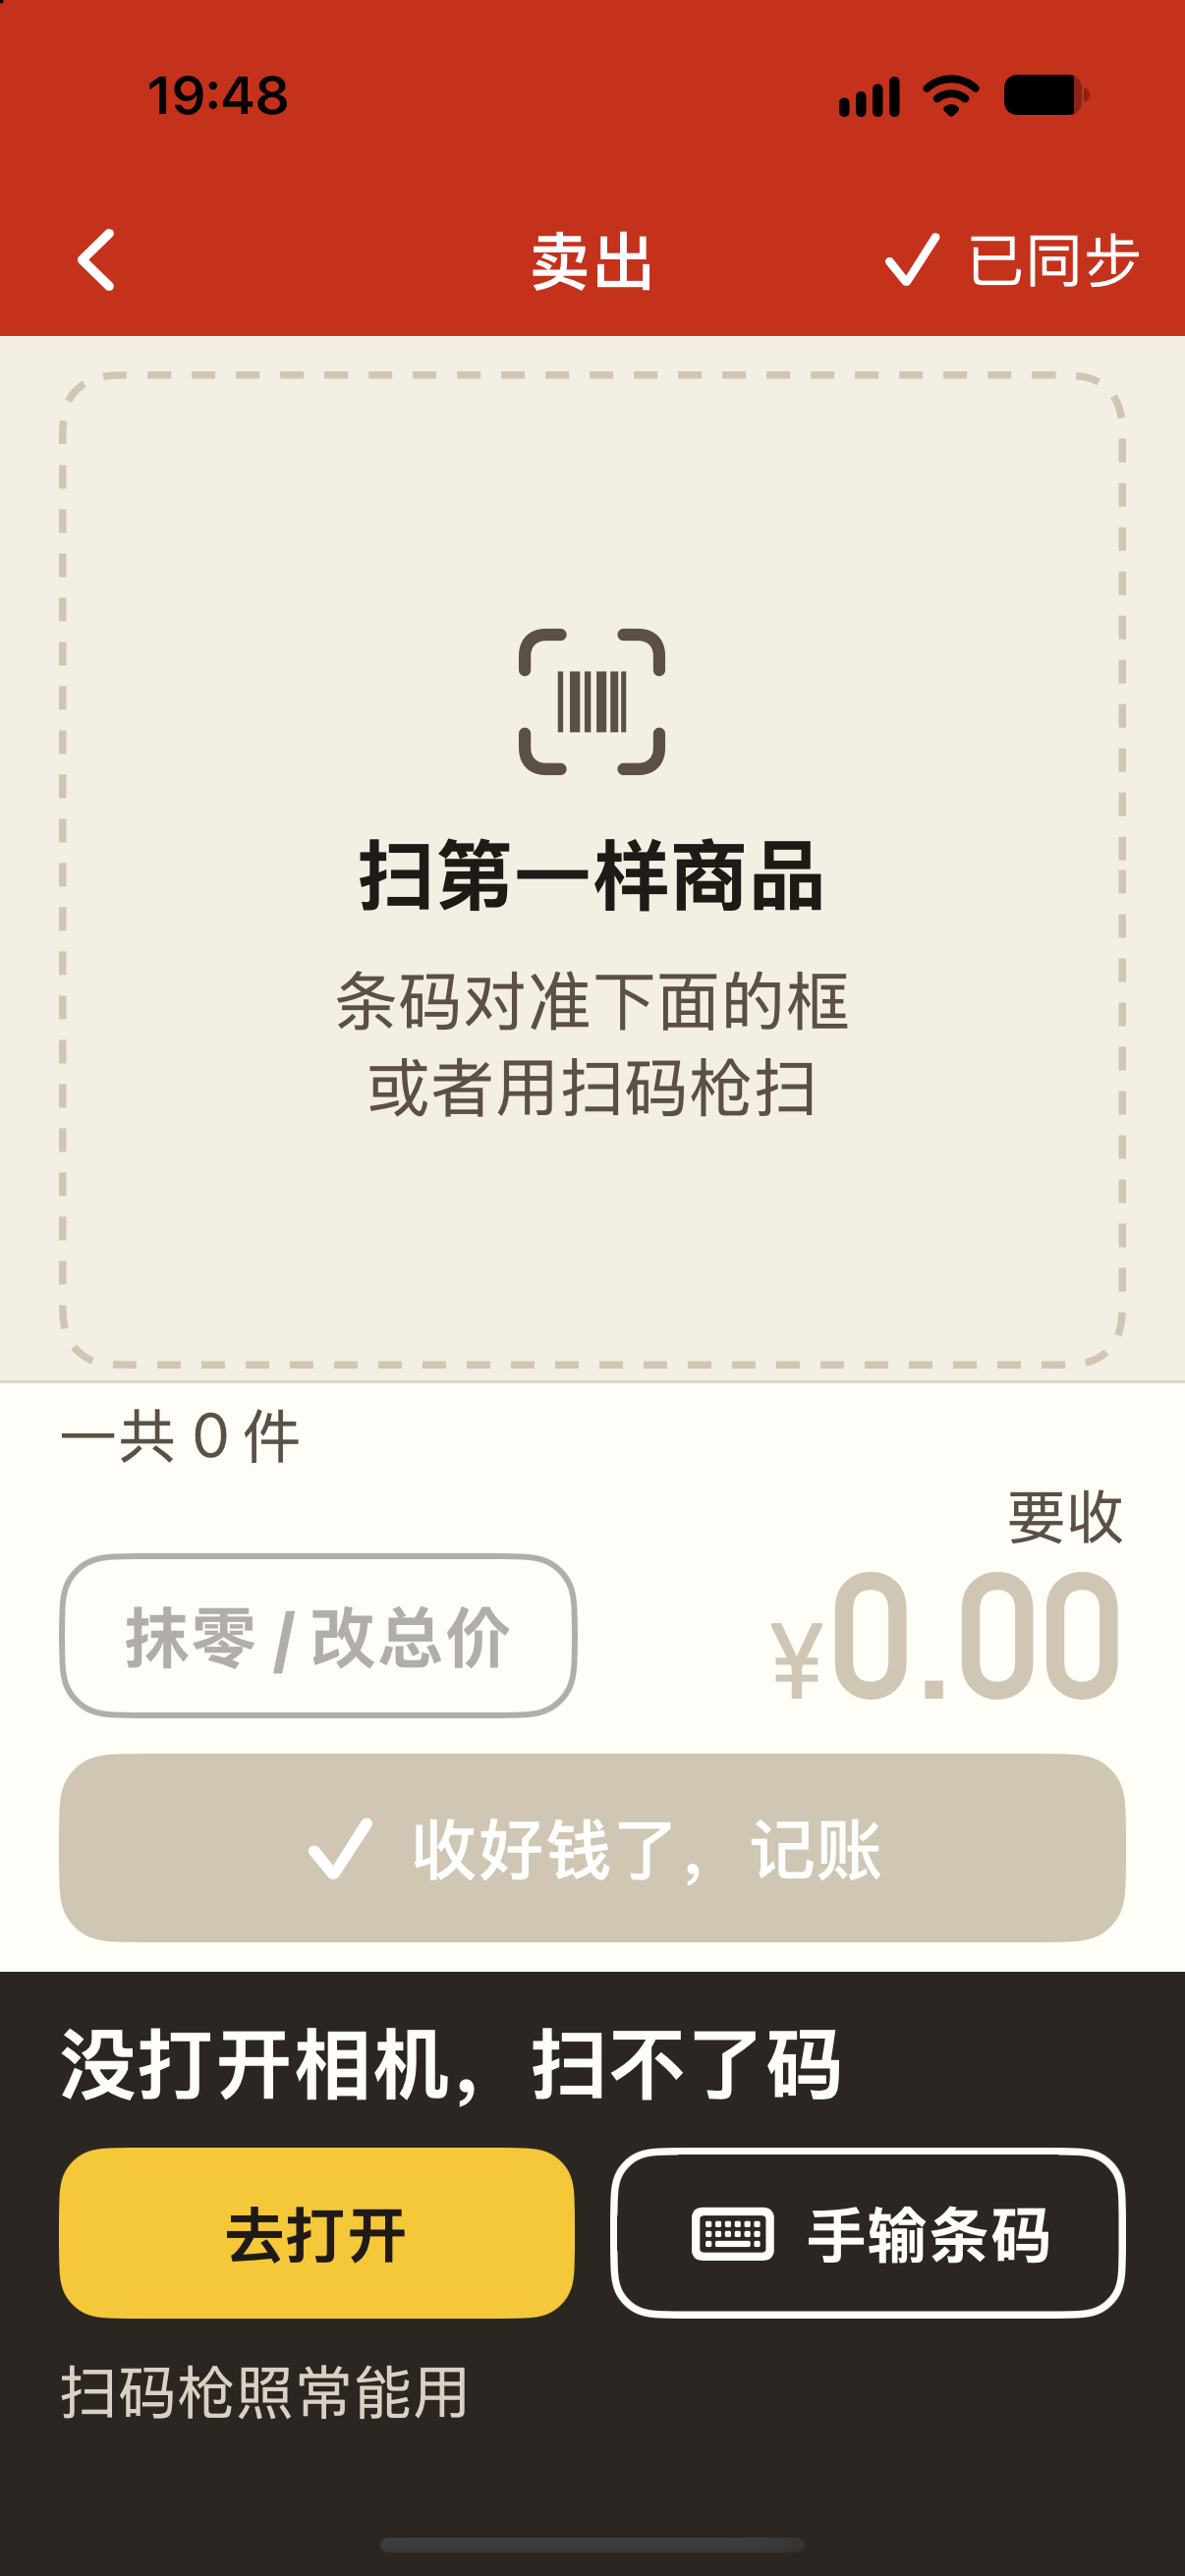 19:48
卖出
已同步
扫第一样商品
条码对准下面的框
或者用扫码枪扫
一共 0 件
要收
抹零 / 改总价
¥0.00
收好钱了，记账
没打开相机，扫不了码
去打开
手输条码
扫码枪照常能用